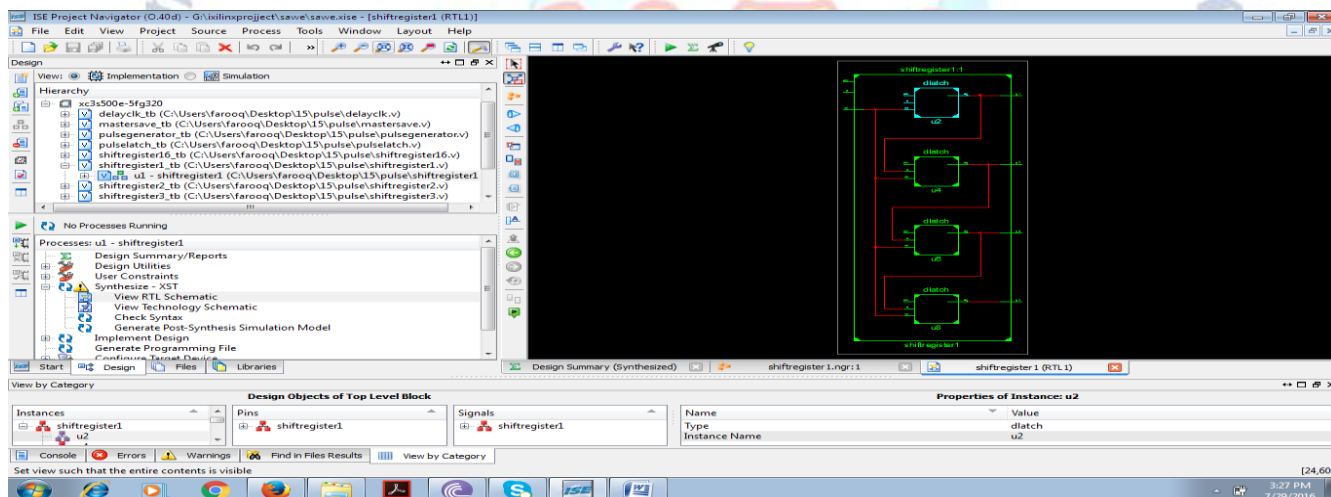 ISE Project Navigator (O.40d) - G:\ixilinxprojject\sawe\sawe.xise - [shiftregister1 (RTL1)]
File Edit View Project Source Process Tools Window Layout Help
Design
View: Implementation Simulation
Hierarchy
xc3s500e-5fg320
delayclk_tb (C:\Users\farooq\Desktop\15\pulse\delayclk.v)
mastersave_tb (C:\Users\farooq\Desktop\15\pulse\mastersave.v)
pulsegenerator_tb (C:\Users\farooq\Desktop\15\pulse\pulsegenerator.v)
pulselatch_tb (C:\Users\farooq\Desktop\15\pulse\pulselatch.v)
shiftregister16_tb (C:\Users\farooq\Desktop\15\pulse\shiftregister16.v)
shiftregister1_tb (C:\Users\farooq\Desktop\15\pulse\shiftregister1.v)
u1 - shiftregister1 (C:\Users\farooq\Desktop\15\pulse\shiftregister1
shiftregister2_tb (C:\Users\farooq\Desktop\15\pulse\shiftregister2.v)
shiftregister3_tb (C:\Users\farooq\Desktop\15\pulse\shiftregister3.v)
No Processes Running
Processes: u1 - shiftregister1
Design Summary/Reports
Design Utilities
User Constraints
Synthesize - XST
View RTL Schematic
View Technology Schematic
Check Syntax
Generate Post-Synthesis Simulation Model
Implement Design
Generate Programming File
Configure Target Device
Start Design Files Libraries
shiftregister1:1
dlatch
u2
dlatch
u4
dlatch
dlatch
shiftregister1
Design Summary (Synthesized) shiftregister1.ngr:1 shiftregister1 (RTL1)
View by Category
Design Objects of Top Level Block
Properties of Instance: u2
Instances Pins Signals Name Value
shiftregister1 shiftregister1 shiftregister1 Type dlatch
u2 Instance Name u2
Console Errors Warnings Find in Files Results View by Category
Set view such that the entire contents is visible [24,60
3:27 PM
7/29/2016